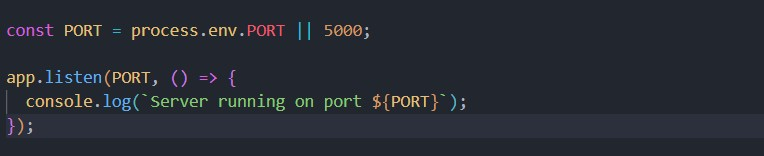 const PORT = process.env.PORT || 5000;
app.listen(PORT, () => {
  console.log(`Server running on port ${PORT}`);
});